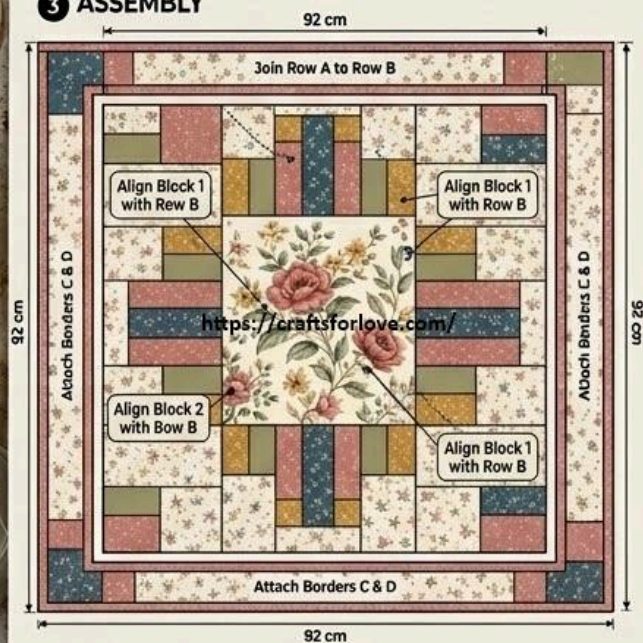 3 ASSEMBLY
92 cm
Join Row A to Row B
Align Block 1
with Rew B
Align Block 1
with Row B
Attach Borders C & D
92 cm
https://craftsforlove.com/
Attach Borders C & D
92 cm
Align Block 2
with Bow B
Align Block 1
with Row B
Attach Borders C & D
92 cm